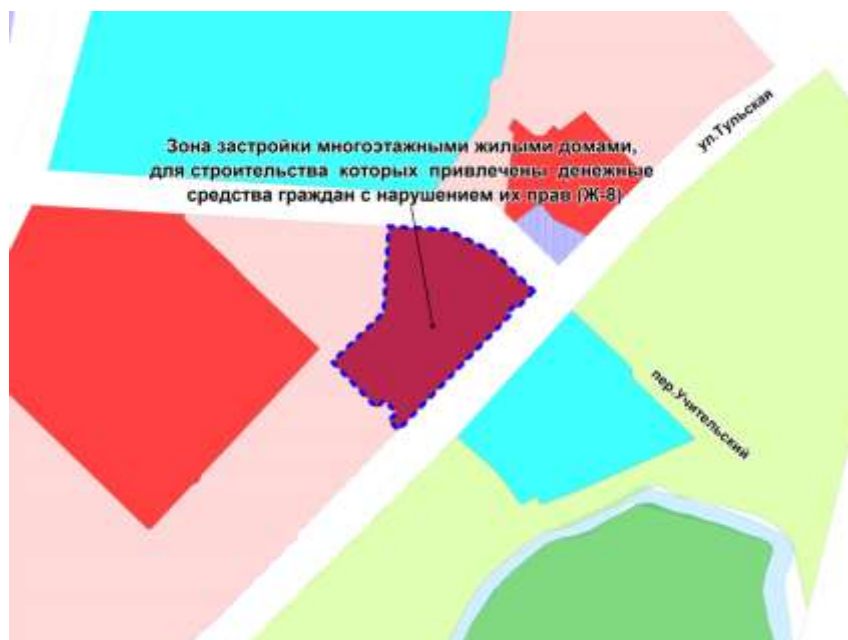 ул.Тульская
Зона застройки многоэтажными жилыми домами,
для строительства которых привлечены денежные
средства граждан с нарушением их прав (Ж-8)
пер.Учительский